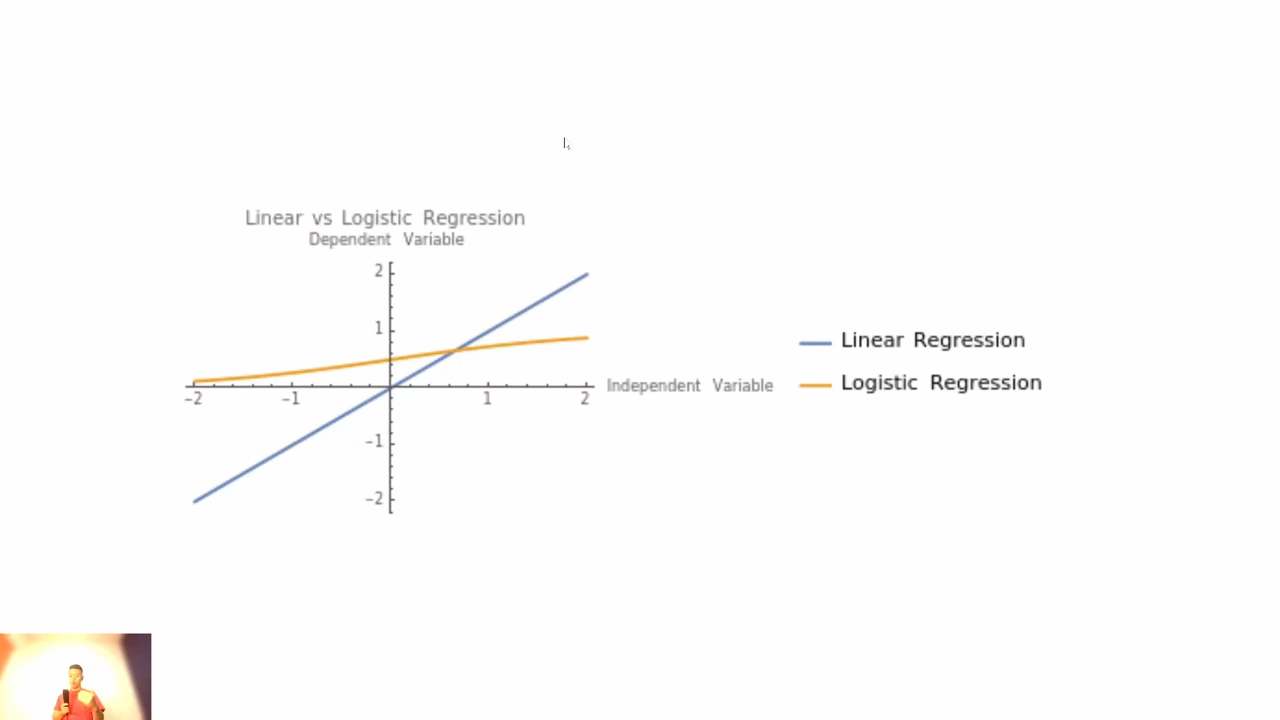 Linear vs Logistic Regression
Dependent Variable
2
1
-2 -1 1 2 Independent Variable
-1
-2
Linear Regression
Logistic Regression